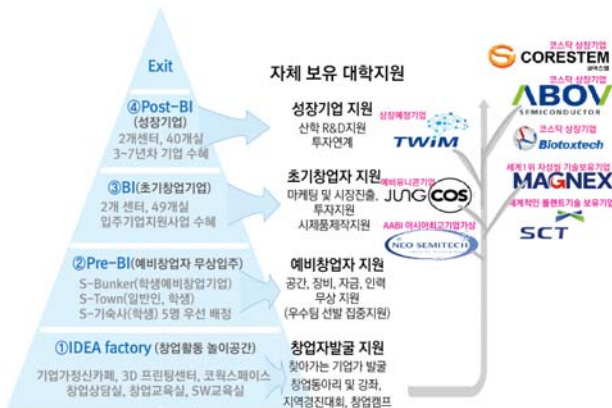 Exit
④Post-BI
(성장기업)
2개센터, 40개실
3~7년차 기업 수혜
③BI(초기창업기업)
2개 센터, 49개실
입주기업지원사업 수혜
②Pre-BI(예비창업자 무상입주)
S-Bunker(학생예비창업기업)
S-Town(일반인, 학생)
S-기숙사(학생) 5명 우선 배정
①IDEA factory (창업활동 놀이공간)
기업가정신카페, 3D 프린팅센터, 코웍스페이스
창업상담실, 창업교육실, SW교육실
자체 보유 대학지원
성장기업 지원
산학 R&D지원
투자연계
초기창업자 지원
마케팅 및 시장진출,
투자지원
시제품제작지원
예비창업자 지원
공간, 장비, 자금, 인력
무상 지원
(우수팀 선발 집중지원)
창업자발굴 지원
찾아가는 기업가 발굴
창업동아리 및 강좌,
지역경진대회, 창업캠프
상장예정기업
TWiM
예비유니콘기업
JUNG COS
AABI 아시아최고기업가상
NEO SEMITECH
코스닥 상장기업
CORESTEM
코아스템
코스닥 상장기업
ABOV
SEMICONDUCTOR
코스닥 상장기업
Biotoxtech
세계1위 자성씰 기술보유기업
MAGNEX
세계적인 플랜트기술 보유기업
SCT